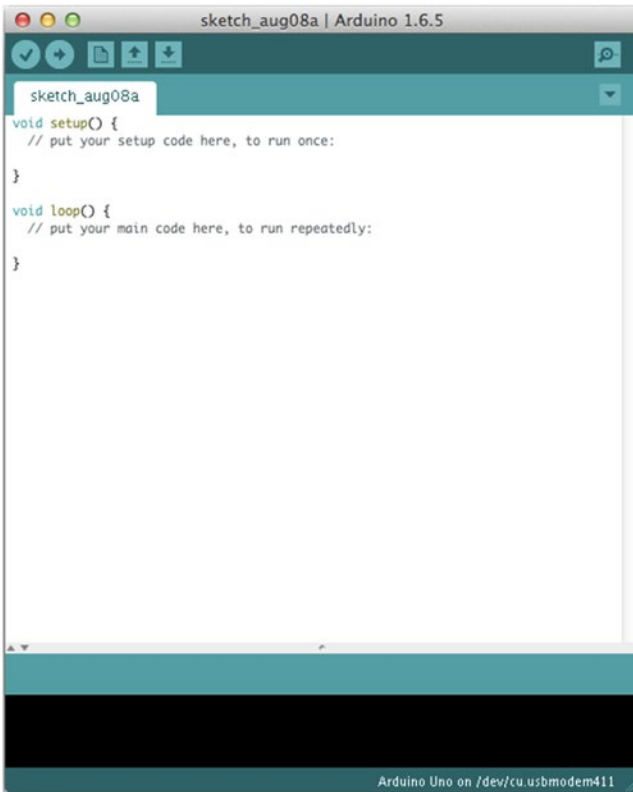 sketch_aug08a | Arduino 1.6.5
sketch_aug08a
void setup() {
  // put your setup code here, to run once:
}
void loop() {
  // put your main code here, to run repeatedly:
}
Arduino Uno on /dev/cu.usbmodem411